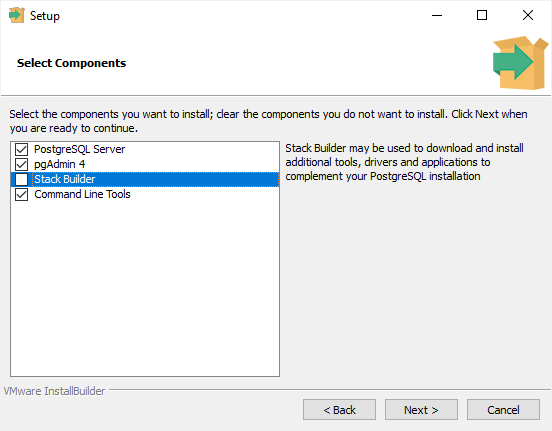 Setup
Select Components
Select the components you want to install; clear the components you do not want to install. Click Next when
you are ready to continue.
PostgreSQL Server
pgAdmin 4
Stack Builder
Command Line Tools
Stack Builder may be used to download and install
additional tools, drivers and applications to
complement your PostgreSQL installation
VMware InstallBuilder
< Back
Next >
Cancel